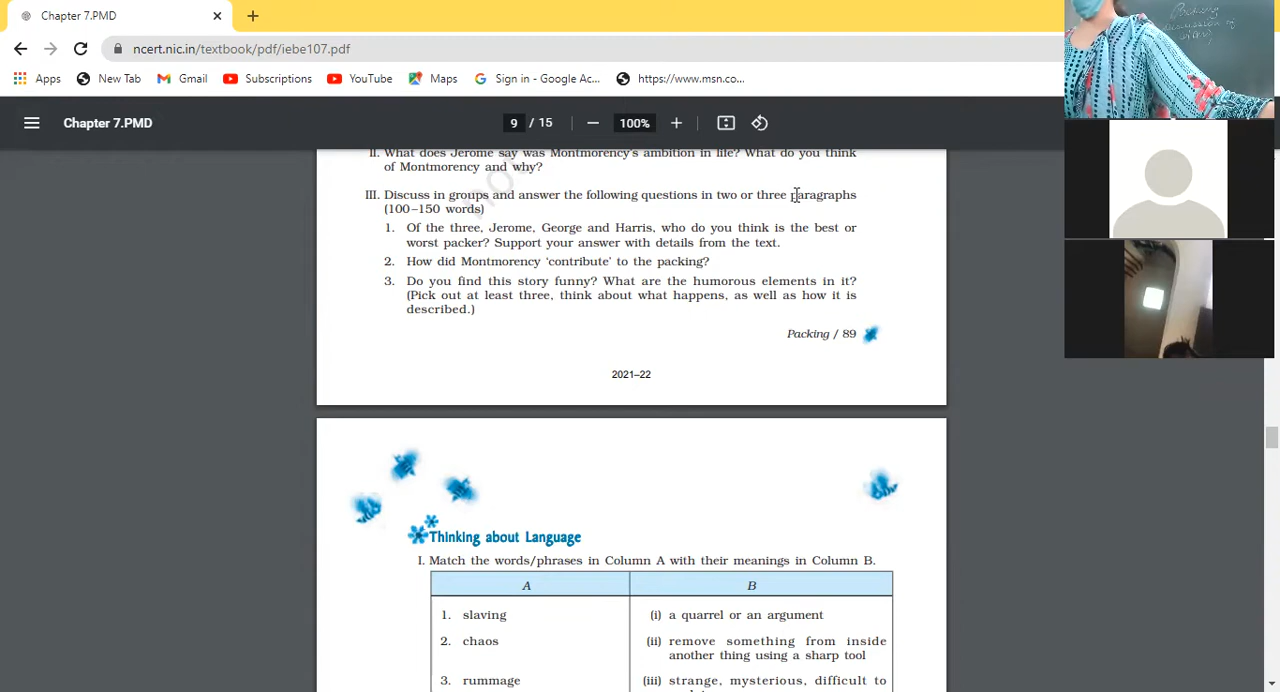 Chapter 7.PMD
ncert.nic.in/textbook/pdf/iebe107.pdf
Apps New Tab Gmail Subscriptions YouTube Maps Sign in - Google Ac... https://www.msn.co...
Chapter 7.PMD 9 / 15 100%
II. What does Jerome say was Montmorency's ambition in life? What do you think
of Montmorency and why?
III. Discuss in groups and answer the following questions in two or three paragraphs
(100–150 words)
1. Of the three, Jerome, George and Harris, who do you think is the best or
worst packer? Support your answer with details from the text.
2. How did Montmorency 'contribute' to the packing?
3. Do you find this story funny? What are the humorous elements in it?
(Pick out at least three, think about what happens, as well as how it is
described.)
Packing / 89
2021–22
Thinking about Language
I. Match the words/phrases in Column A with their meanings in Column B.
A B
1. slaving (i) a quarrel or an argument
2. chaos (ii) remove something from inside
another thing using a sharp tool
3. rummage (iii) strange, mysterious, difficult to
Packing